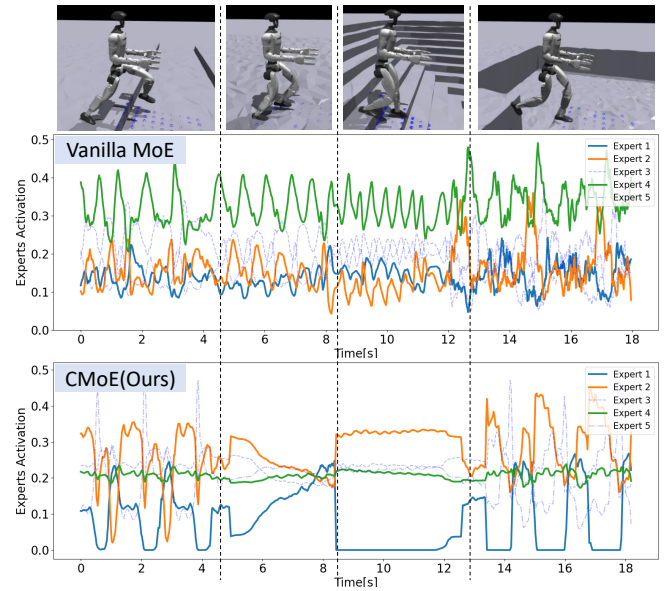 Vanilla MoE
Expert 1
Expert 2
Expert 3
Expert 4
Expert 5
Experts Activation
0.5
0.4
0.3
0.2
0.1
0.0
0 2 4 6 8 10 12 14 16 18
Time[s]
CMoE(Ours)
Expert 1
Expert 2
Expert 3
Expert 4
Expert 5
Experts Activation
0.5
0.4
0.3
0.2
0.1
0.0
0 2 4 6 8 10 12 14 16 18
Time[s]